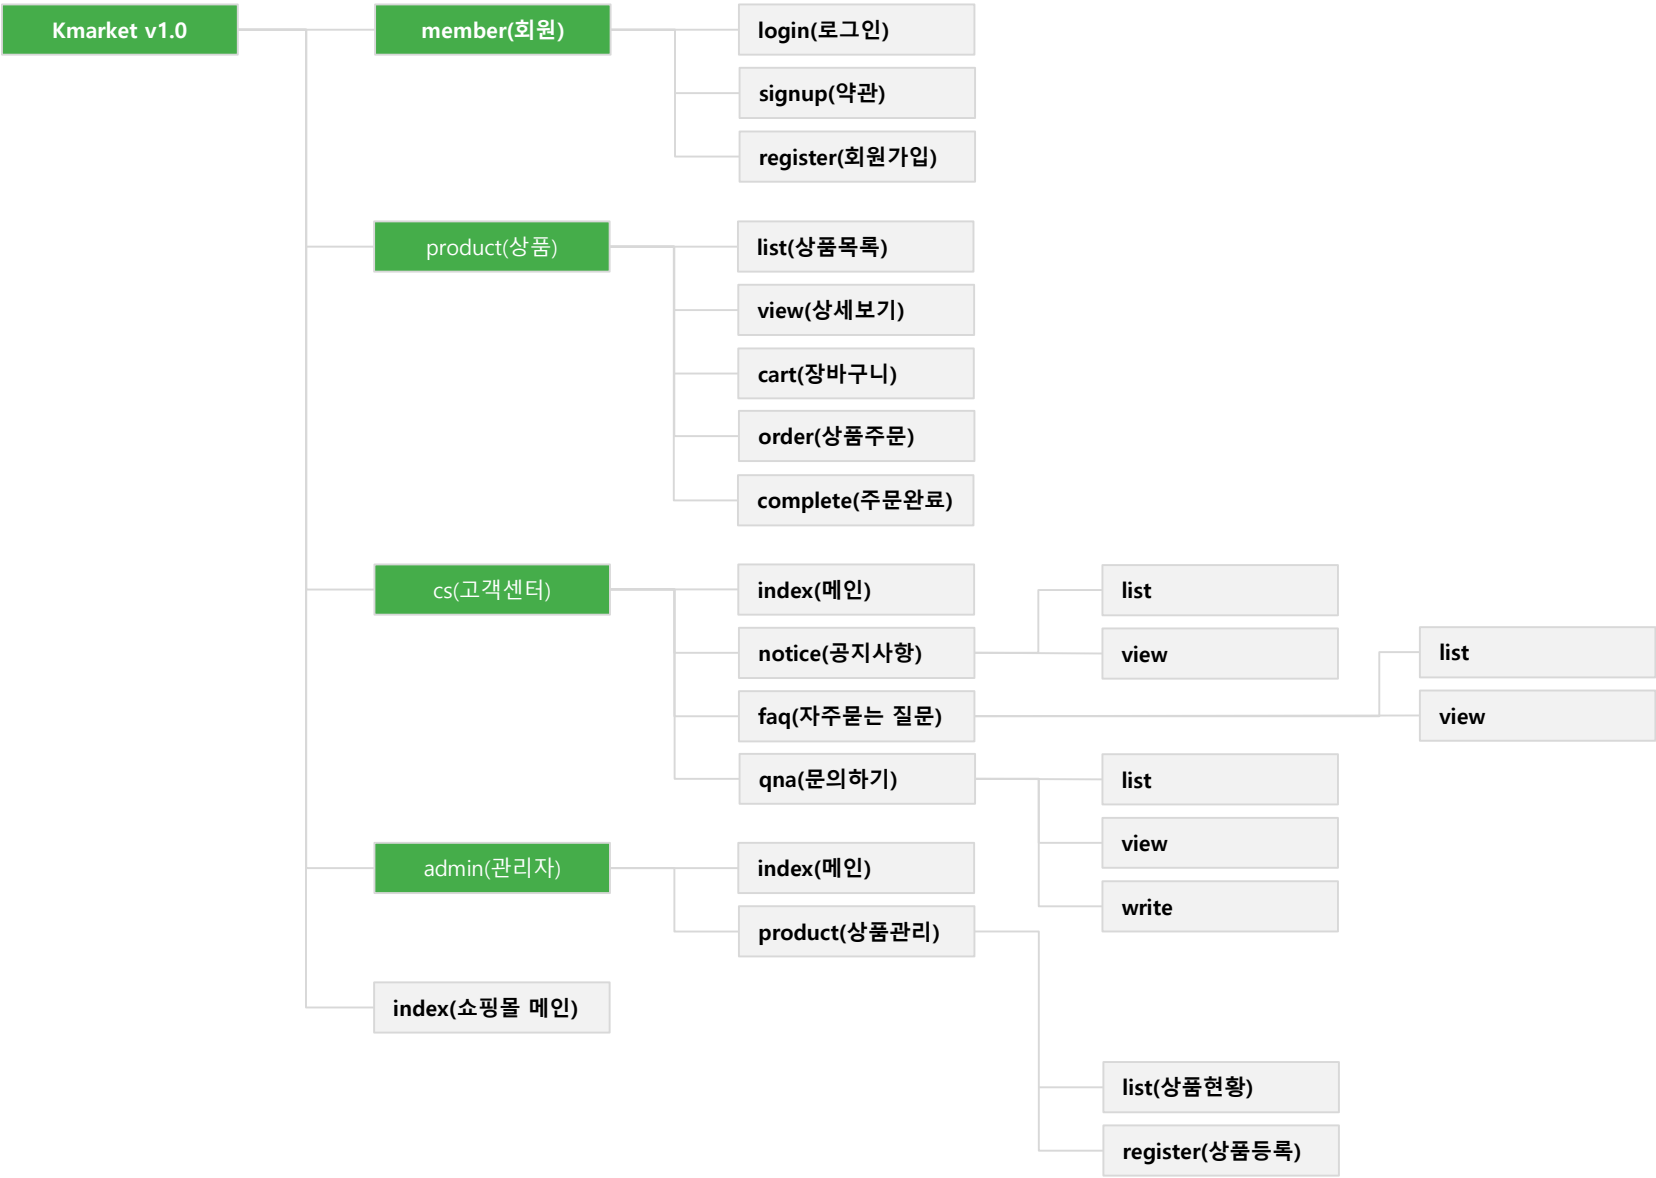 Kmarket v1.0
member(회원)
login(로그인)
signup(약관)
register(회원가입)
product(상품)
list(상품목록)
view(상세보기)
cart(장바구니)
order(상품주문)
complete(주문완료)
cs(고객센터)
index(메인)
notice(공지사항)
list
view
faq(자주묻는 질문)
list
view
qna(문의하기)
list
view
write
admin(관리자)
index(메인)
product(상품관리)
list(상품현황)
register(상품등록)
index(쇼핑몰 메인)